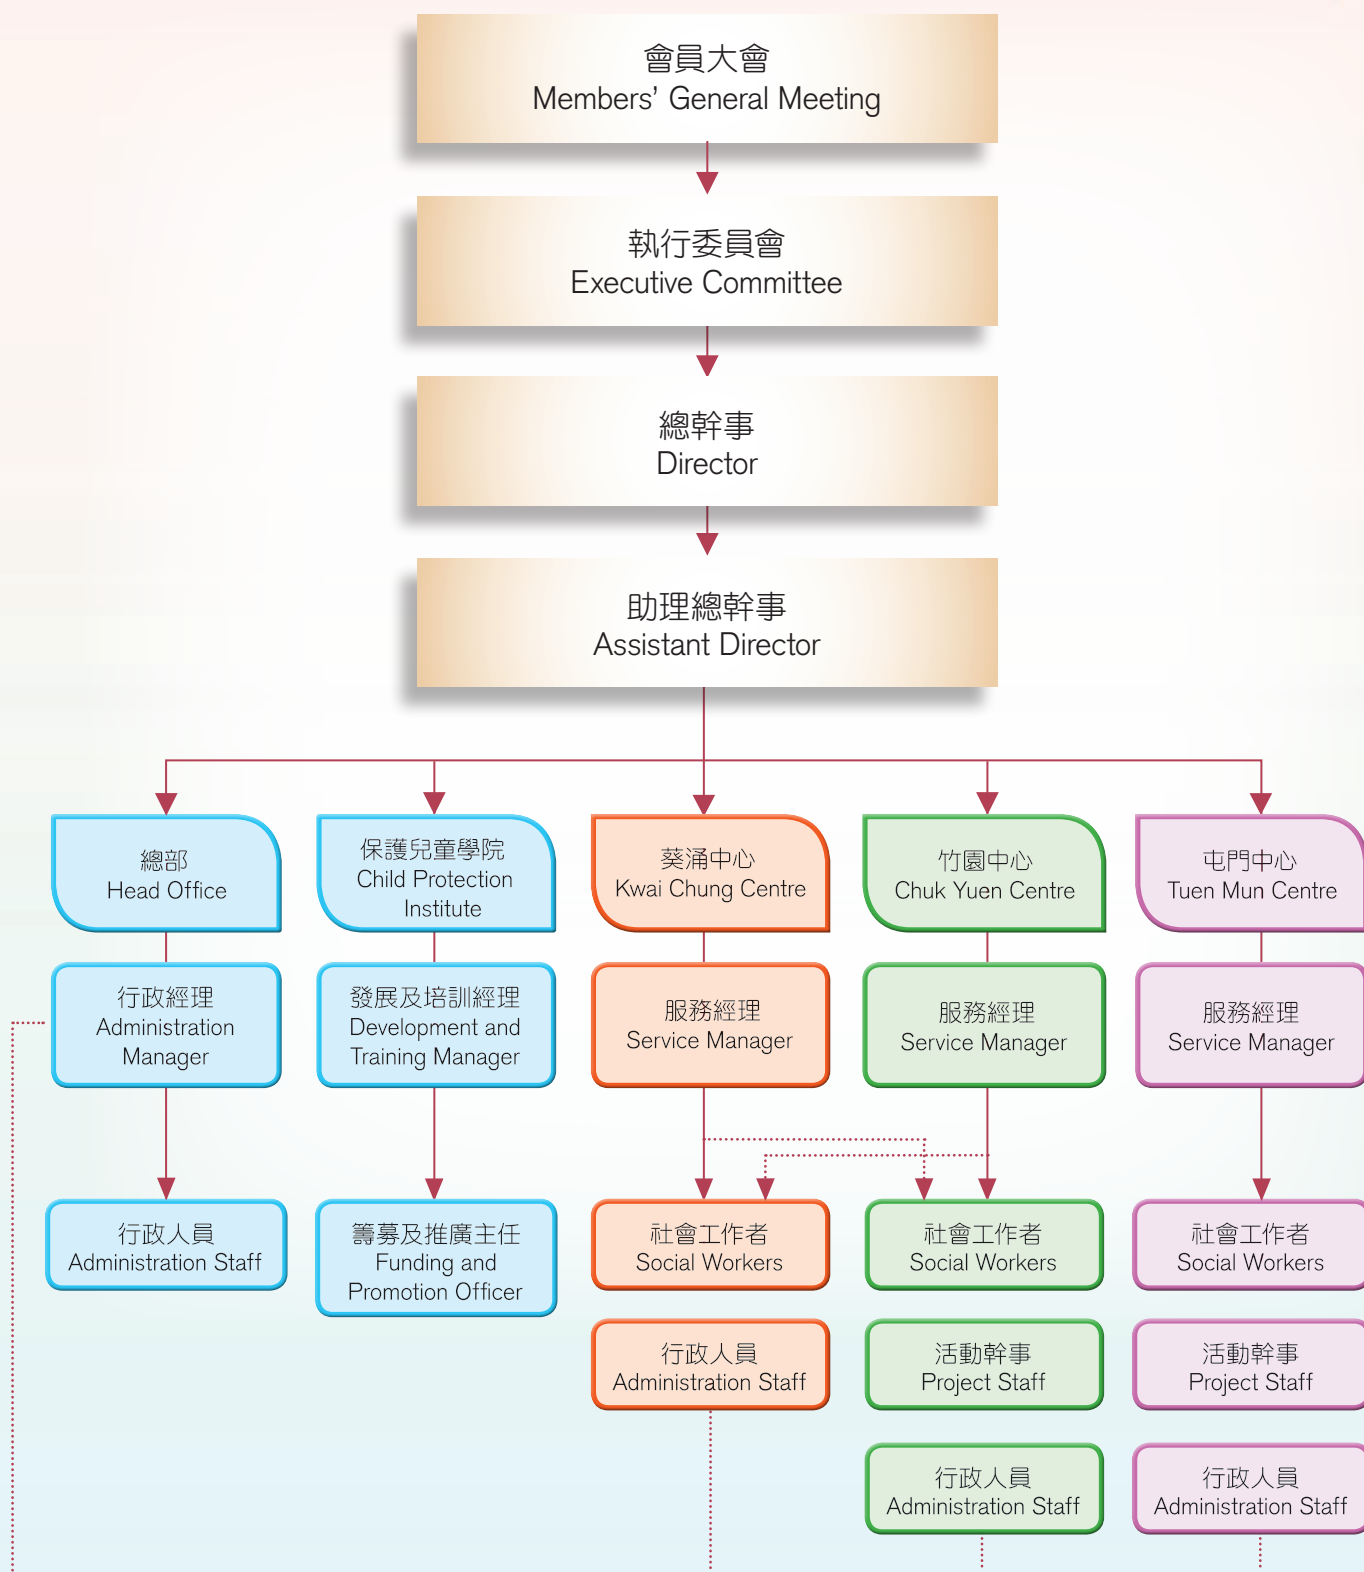 會員大會
Members’ General Meeting
執行委員會
Executive Committee
總幹事
Director
助理總幹事
Assistant Director
總部
Head Office
保護兒童學院
Child Protection
Institute
葵涌中心
Kwai Chung Centre
竹園中心
Chuk Yuen Centre
屯門中心
Tuen Mun Centre
行政經理
Administration
Manager
發展及培訓經理
Development and
Training Manager
服務經理
Service Manager
服務經理
Service Manager
服務經理
Service Manager
行政人員
Administration Staff
籌募及推廣主任
Funding and
Promotion Officer
社會工作者
Social Workers
社會工作者
Social Workers
社會工作者
Social Workers
行政人員
Administration Staff
活動幹事
Project Staff
活動幹事
Project Staff
行政人員
Administration Staff
行政人員
Administration Staff